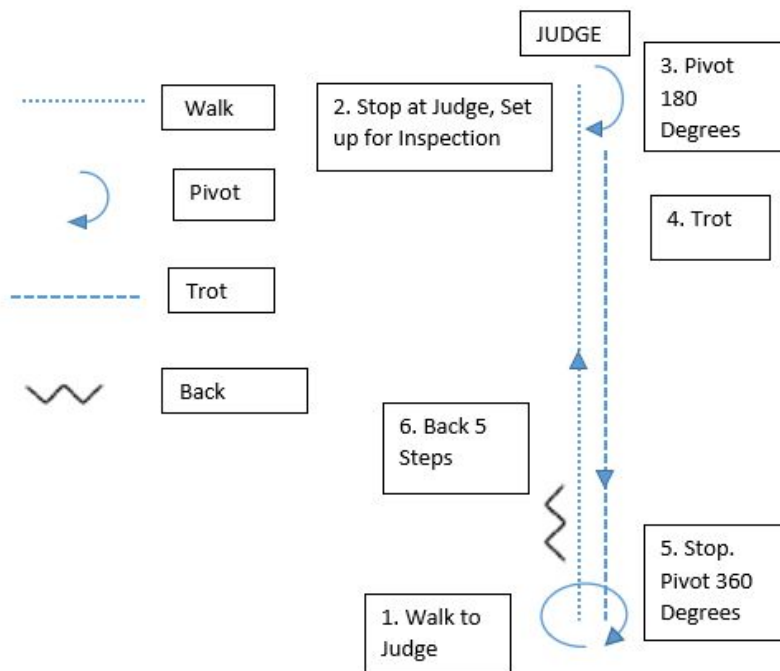 JUDGE
Walk
Pivot
Trot
Back
1. Walk to
Judge
2. Stop at Judge, Set
up for Inspection
3. Pivot
180
Degrees
4. Trot
5. Stop.
Pivot 360
Degrees
6. Back 5
Steps